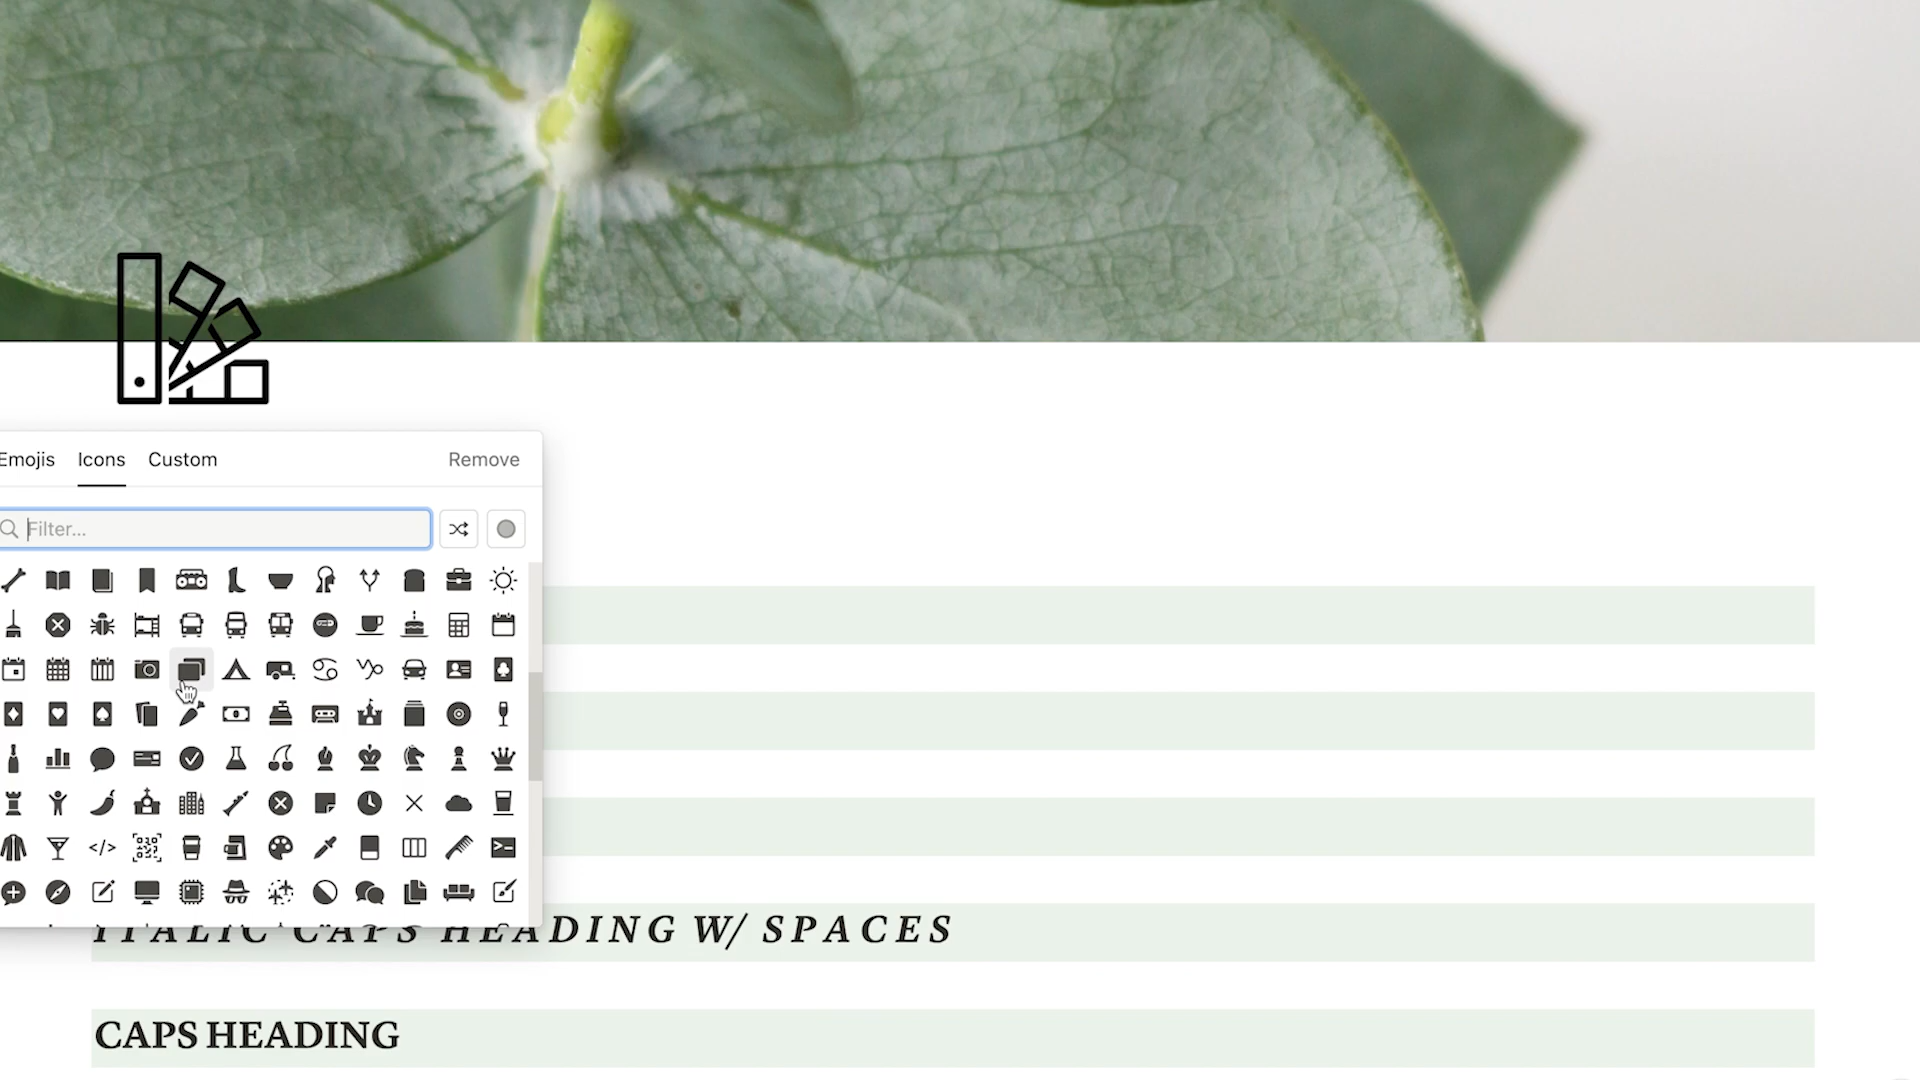 Emojis Icons Custom Remove
Filter...
ITALIC CAPS HEADING W/ SPACES
CAPS HEADING